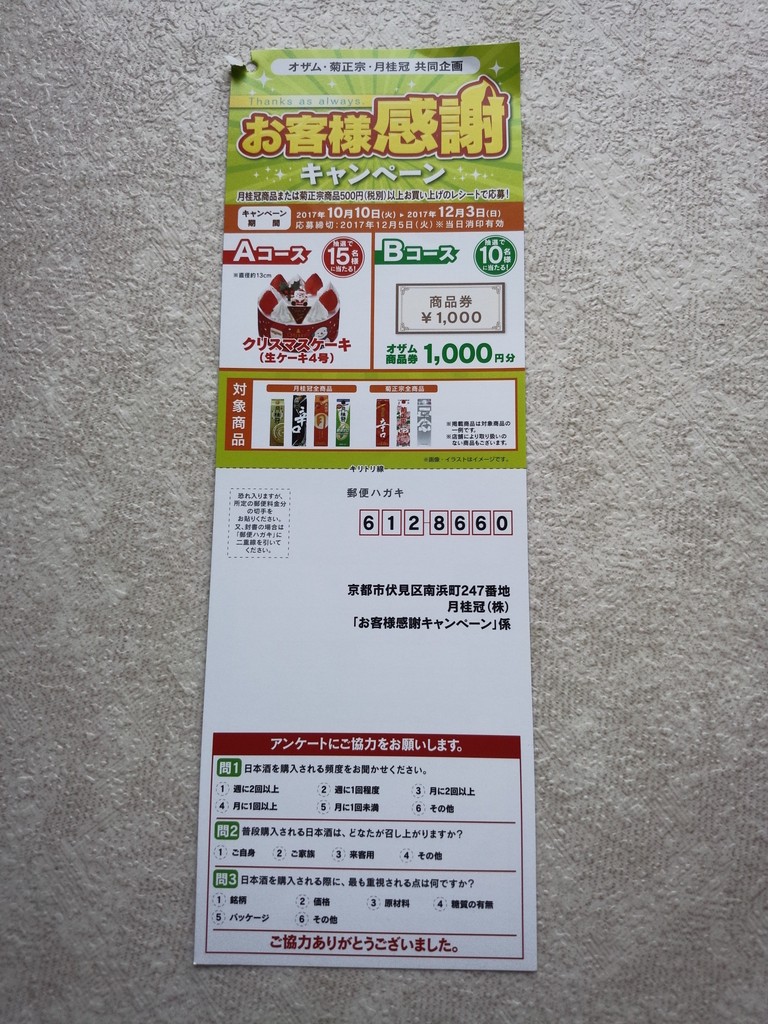 オザム・菊正宗・月桂冠 共同企画
Thanks as always.
お客様感謝
キャンペーン
月桂冠商品または菊正宗商品500円(税別)以上お買い上げのレシートで応募!
キャンペーン期間
2017年10月10日(火)▶2017年12月3日(日)
応募締切:2017年12月5日(火)※当日消印有効
Aコース
抽選で15名様に当たる!
※直径約13cm
クリスマスケーキ
(生ケーキ4号)
Bコース
抽選で10名様に当たる!
商品券
¥1,000
オザム商品券1,000円分
対象商品
月桂冠全商品
菊正宗全商品
※掲載商品は対象商品の
一例です。
※店舗により取り扱いの
ない商品もございます。
※画像・イラストはイメージです。
キリトリ線
恐れ入りますが、
所定の郵便料金分
の切手を
お貼りください。
又、封書の場合は
「郵便ハガキ」に
二重線を引いて
ください。
郵便ハガキ
6128660
京都市伏見区南浜町247番地
月桂冠(株)
「お客様感謝キャンペーン」係
アンケートにご協力をお願いします。
問1 日本酒を購入される頻度をお聞かせください。
1 週に2回以上 2 週に1回程度 3 月に2回以上
4 月に1回以上 5 月に1回未満 6 その他
問2 普段購入される日本酒は、どなたが召し上がりますか?
1 ご自身 2 ご家族 3 来客用 4 その他
問3 日本酒を購入される際に、最も重視される点は何ですか?
1 銘柄 2 価格 3 原材料 4 糖質の有無
5 パッケージ 6 その他
ご協力ありがとうございました。